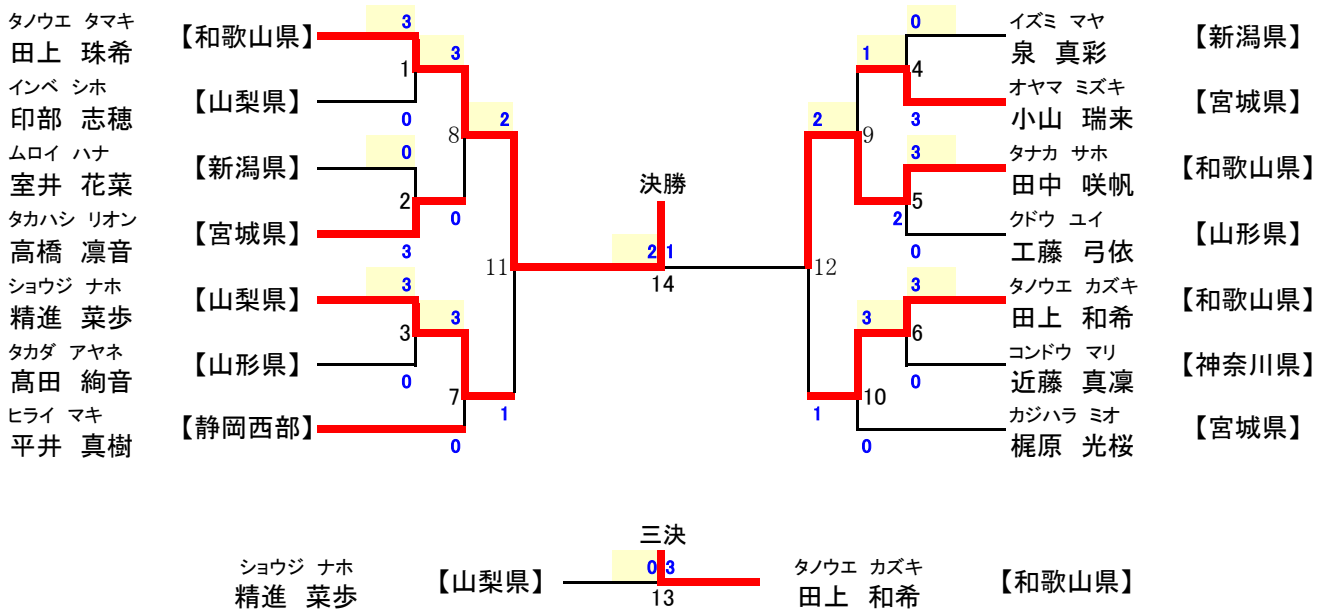 タノウエ タマキ
田上 珠希
【和歌山県】
3
1
3
インベ シホ
印部 志穂
【山梨県】
0
8
2
ムロイ ハナ
室井 花菜
【新潟県】
0
2
0
タカハシ リオン
高橋 凛音
【宮城県】
3
11
ショウジ ナホ
精進 菜歩
【山梨県】
3
3
3
タカダ アヤネ
髙田 絢音
【山形県】
0
7
1
ヒライ マキ
平井 真樹
【静岡西部】
0
決勝
2 1
14
0
イズミ マヤ
泉 真彩
【新潟県】
1
4
オヤマ ミズキ
小山 瑞来
【宮城県】
3
2
9
3
タナカ サホ
田中 咲帆
【和歌山県】
5
2
クドウ ユイ
工藤 弓依
【山形県】
0
12
3
タノウエ カズキ
田上 和希
【和歌山県】
3
6
コンドウ マリ
近藤 真凜
【神奈川県】
0
10
1
カジハラ ミオ
梶原 光桜
【宮城県】
0
三決
ショウジ ナホ
精進 菜歩
【山梨県】
0 3
13
タノウエ カズキ
田上 和希
【和歌山県】